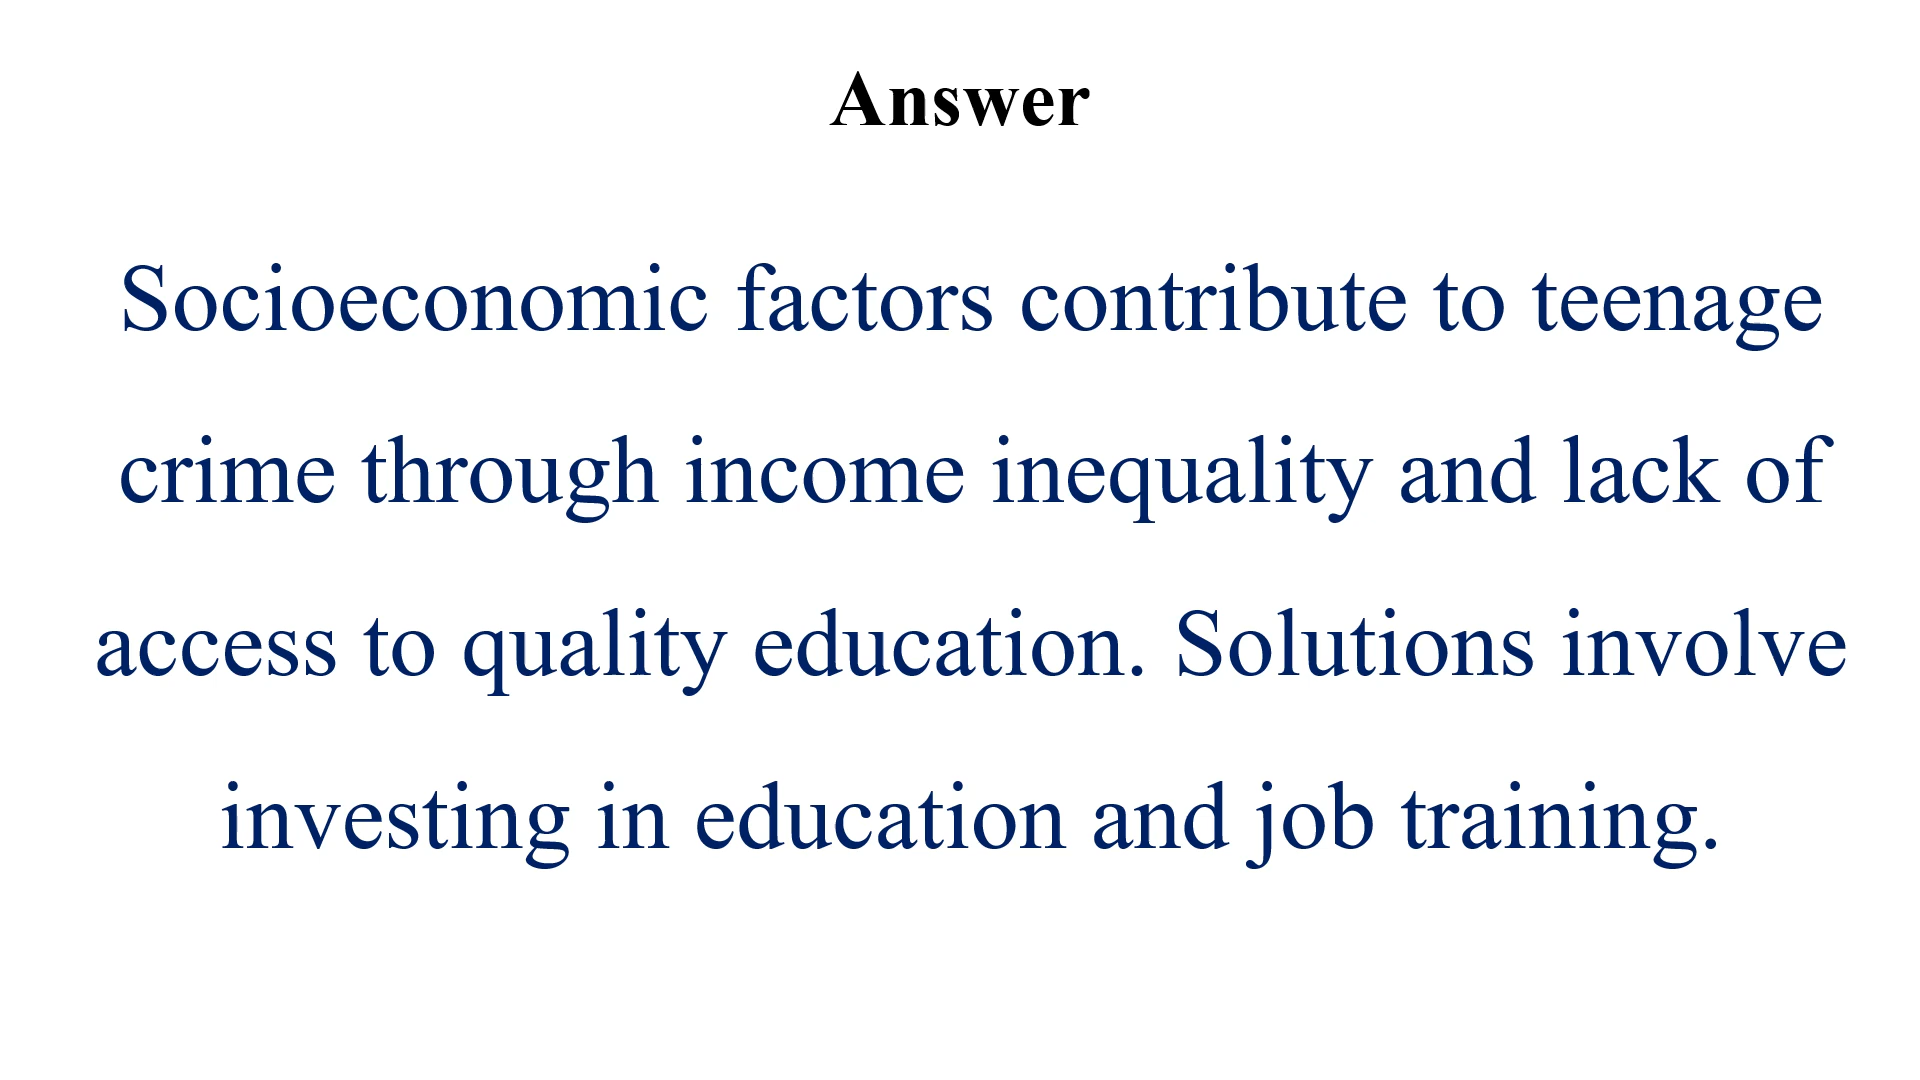 Answer
Socioeconomic factors contribute to teenage
crime through income inequality and lack of
access to quality education. Solutions involve
investing in education and job training.